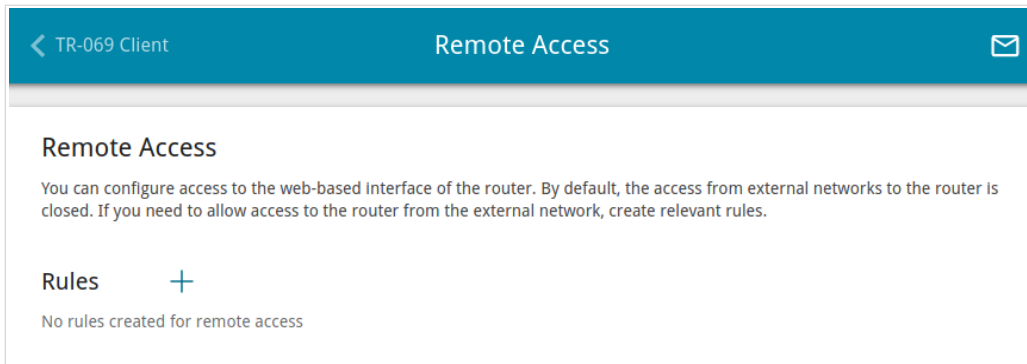 TR-069 Client
Remote Access
Remote Access
You can configure access to the web-based interface of the router. By default, the access from external networks to the router is
closed. If you need to allow access to the router from the external network, create relevant rules.
Rules
No rules created for remote access